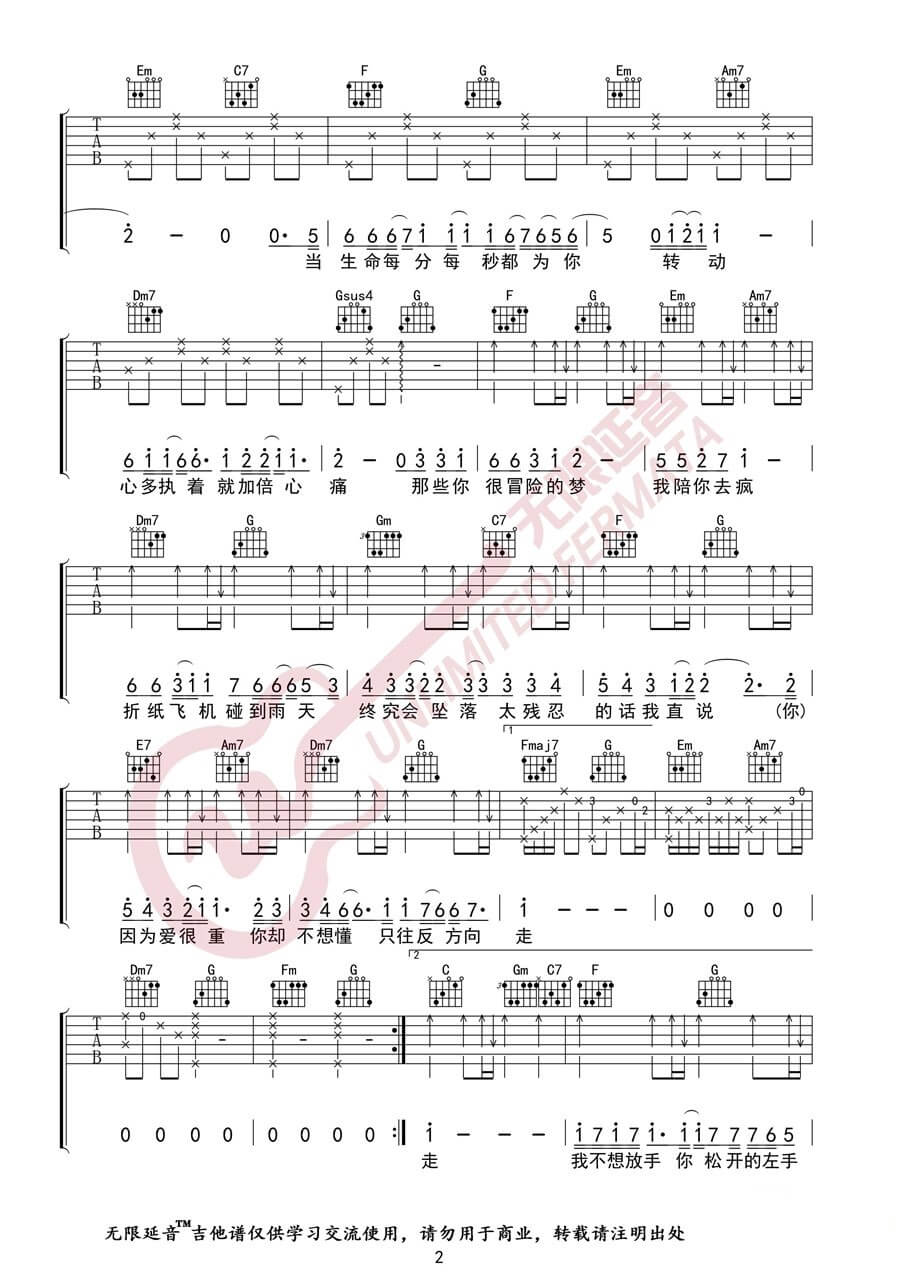 Em C7 F G Em Am7
T
A
B
2 － 0 0· 5 | 6 6 6 7 1 1 1 1 6 7 6 5 6 | 5 0 1 2 1 1 － |
当 生命每分每 秒都 为你 转 动
Dm7 Gsus4 G F G Em Am7
T
A
B
6 1 1 6 6· 1 2 2 1 1· | 2 － 0 3 3 1 | 6 6 3 1 2 － | 5 5 2 7 1 － |
心多执着 就加倍心 痛 那些你 很冒险的梦 我陪你去疯
Dm7 G Gm 3 C7 F G
T
A
B
6 6 3 1 1 7 6 6 6 5 3 | 4 3 3 2 2 3 3 3 4 | 5 4 3 1 2 2 2· 2 |
折纸飞机碰到雨天 终究会坠落 太残忍 的话我直说 (你)
1
E7 Am7 Dm7 G Fmaj7 G Em Am7
T
A
B
3 0 2 3 3 0
5 4 3 2 1 1· 2 3 | 3 4 6 6· 1 1 7 6 6 7· | 1 － － － | 0 0 0 0 |
因为爱很 重 你却 不想懂 只往反方向 走
2
Dm7 G Fm G C Gm 3 C7 F G
T
A
B
0
0 0 0 0 | 0 0 0 0 :| 1 － － － | 1 7 1 7 1· 1 1 7 7 7 7 6 5 |
走 我不想放手 你 松开的左手
无限延音
UNLIMITED FERMATA
无限延音™吉他谱仅供学习交流使用，请勿用于商业，转载请注明出处
2